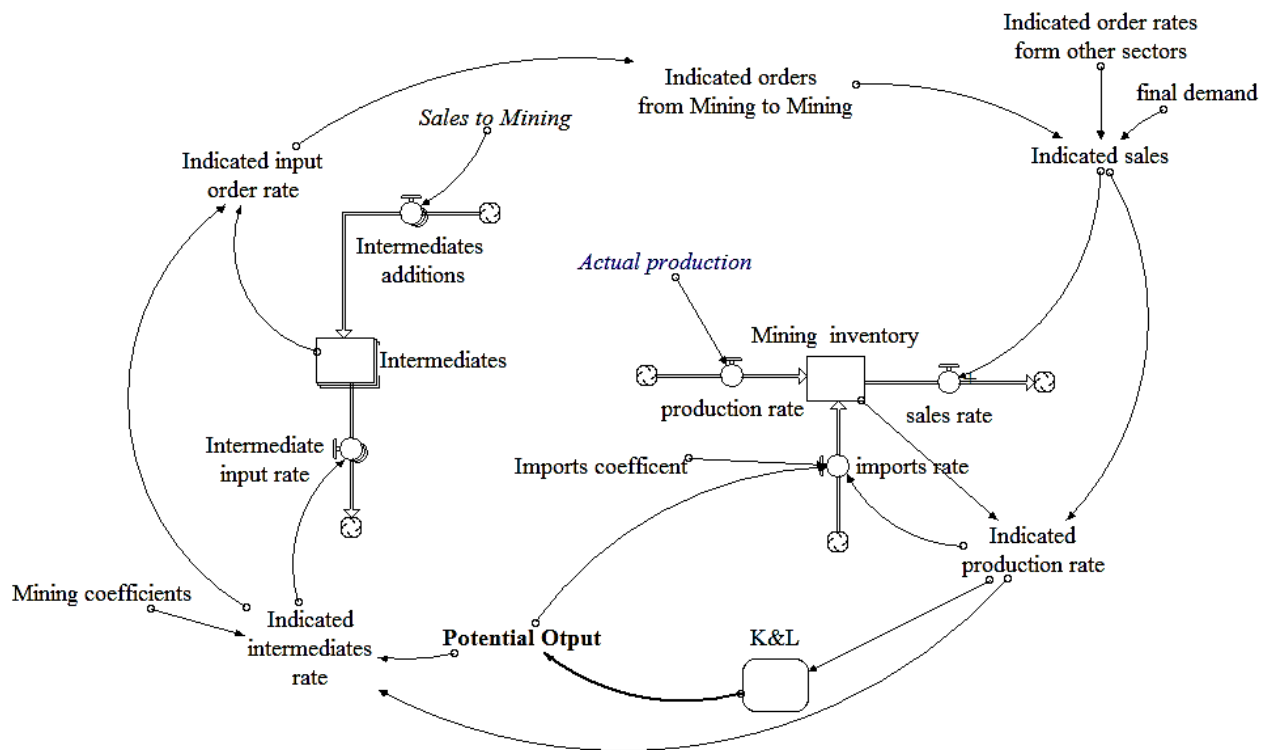 Indicated order rates
form other sectors
Indicated orders
from Mining to Mining
final demand
Sales to Mining
Indicated input
order rate
Indicated sales
Intermediates
additions
Actual production
Mining inventory
Intermediates
production rate
sales rate
Intermediate
input rate
Imports coefficent
imports rate
Indicated
production rate
Mining coefficients
Indicated
intermediates
rate
Potential Otput
K&L